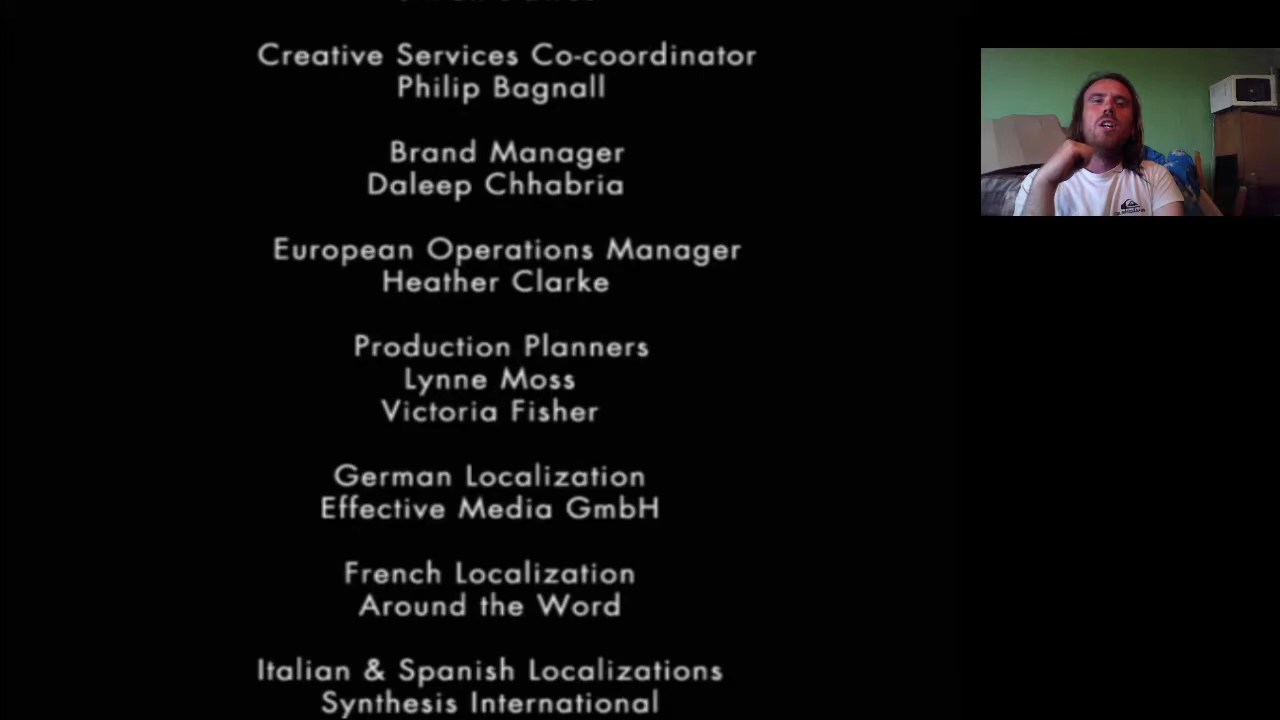 Creative Services Co-coordinator
Philip Bagnall
Brand Manager
Daleep Chhabria
European Operations Manager
Heather Clarke
Production Planners
Lynne Moss
Victoria Fisher
German Localization
Effective Media GmbH
French Localization
Around the Word
Italian & Spanish Localizations
Synthesis International